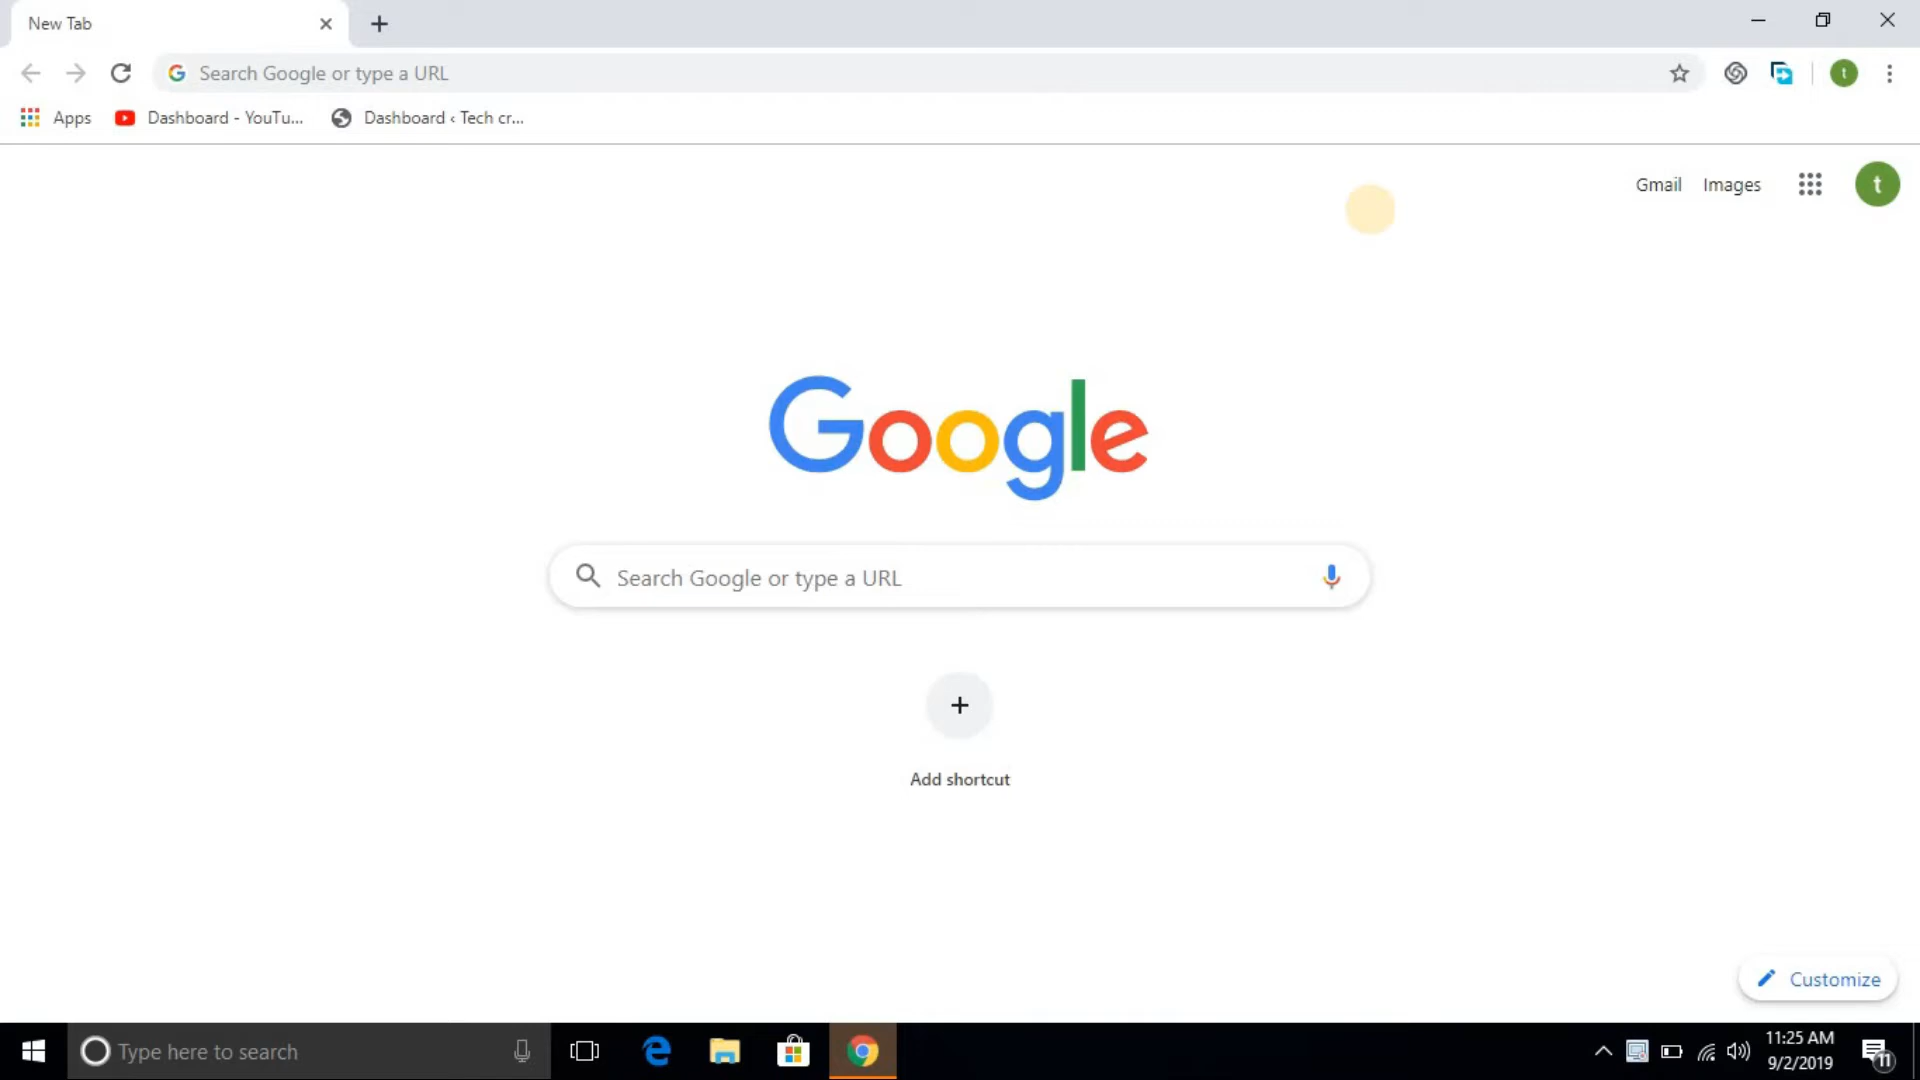 New Tab
Search Google or type a URL
t
Apps
Dashboard - YouTu...
Dashboard ‹ Tech cr...
Gmail
Images
t
Google
Search Google or type a URL
Add shortcut
Customize
Type here to search
11:25 AM
9/2/2019
11